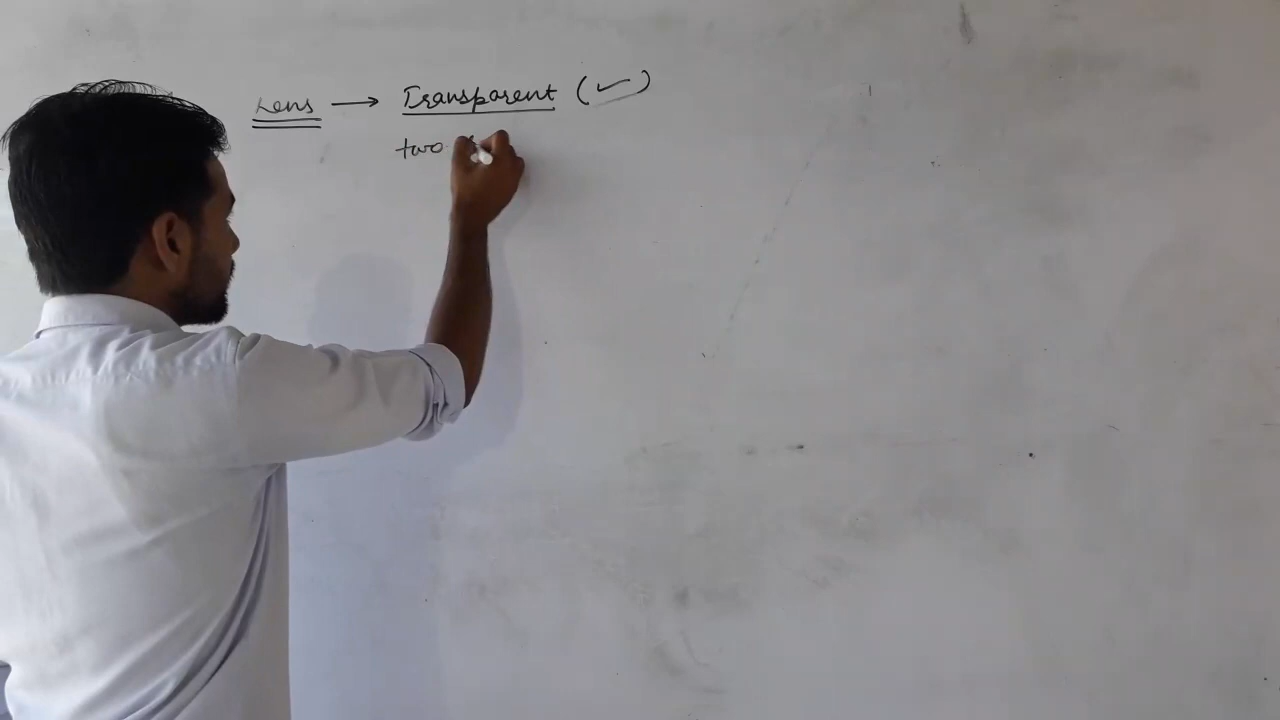 Lens → Transparent (✓)
two